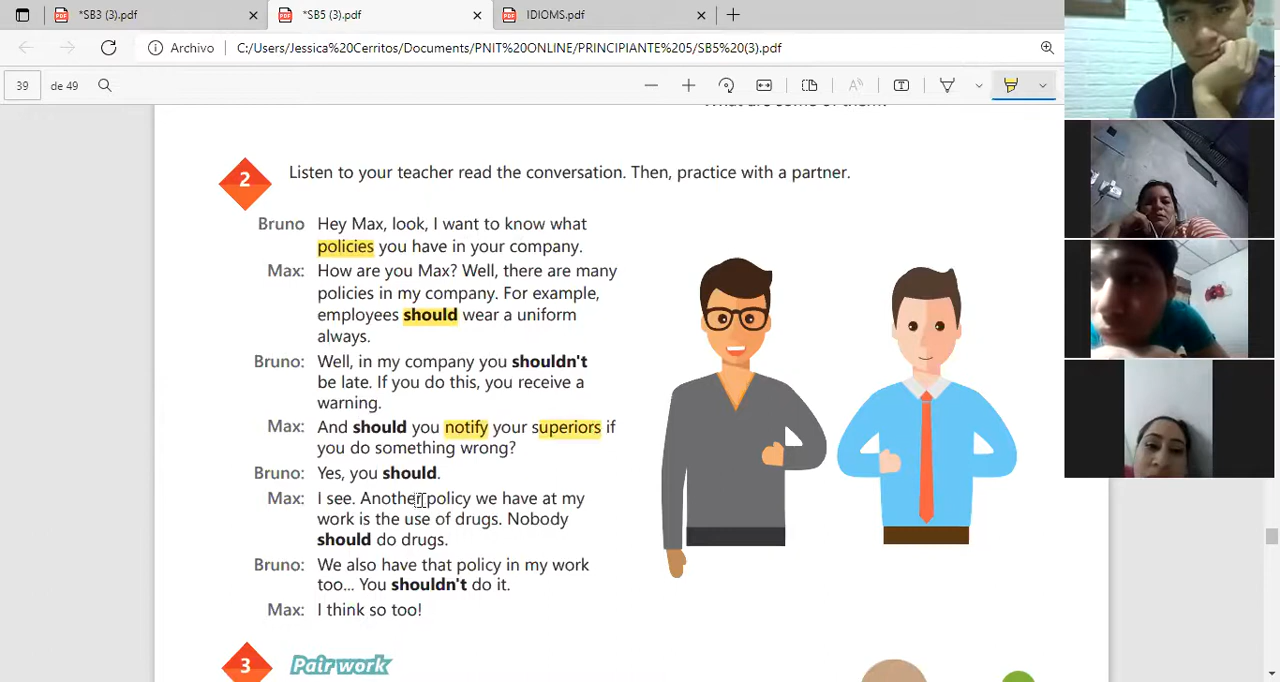 *SB3 (3).pdf
*SB5 (3).pdf
IDIOMS.pdf
Archivo
C:/Users/Jessica%20Cerritos/Documents/PNIT%20ONLINE/PRINCIPIANTE%205/SB5%20(3).pdf
39
de 49
What are some of them?
2
Listen to your teacher read the conversation. Then, practice with a partner.
Bruno Hey Max, look, I want to know what
policies you have in your company.
Max: How are you Max? Well, there are many
policies in my company. For example,
employees should wear a uniform
always.
Bruno: Well, in my company you shouldn't
be late. If you do this, you receive a
warning.
Max: And should you notify your superiors if
you do something wrong?
Bruno: Yes, you should.
Max: I see. Another policy we have at my
work is the use of drugs. Nobody
should do drugs.
Bruno: We also have that policy in my work
too... You shouldn't do it.
Max: I think so too!
3
Pair work